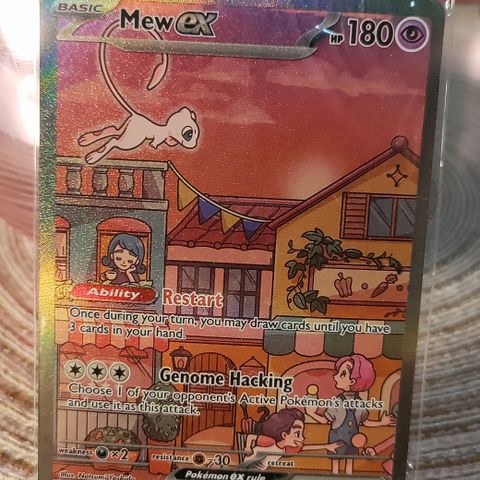 BASIC
Mew ex HP 180
Ability Restart
Once during your turn, you may draw cards until you have
3 cards in your hand.
Genome Hacking
Choose 1 of your opponent's Active Pokémon's attacks
and use it as this attack.
weakness ×2 resistance -30 retreat
Pokémon ex rule
Illus.